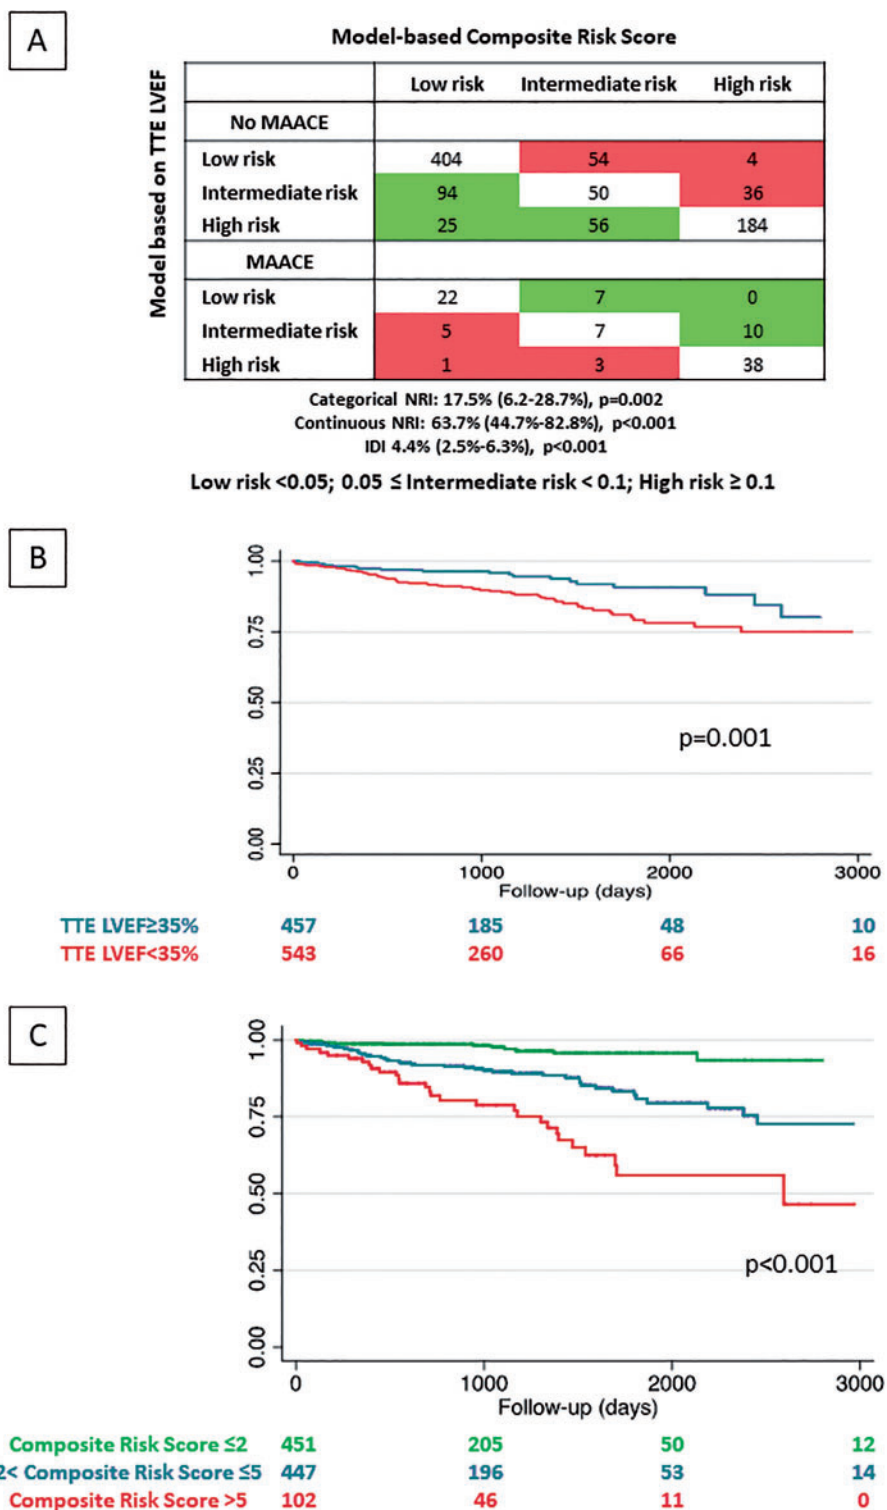 A
Model-based Composite Risk Score
Model based on TTE LVEF
Low risk Intermediate risk High risk
No MAACE
Low risk 404 54 4
Intermediate risk 94 50 36
High risk 25 56 184
MAACE
Low risk 22 7 0
Intermediate risk 5 7 10
High risk 1 3 38
Categorical NRI: 17.5% (6.2-28.7%), p=0.002
Continuous NRI: 63.7% (44.7%-82.8%), p<0.001
IDI 4.4% (2.5%-6.3%), p<0.001
Low risk <0.05; 0.05 ≤ Intermediate risk < 0.1; High risk ≥ 0.1
B
1.00
0.75
0.50
0.25
0.00
p=0.001
0 1000 2000 3000
Follow-up (days)
TTE LVEF≥35% 457 185 48 10
TTE LVEF<35% 543 260 66 16
C
1.00
0.75
0.50
0.25
0.00
p<0.001
0 1000 2000 3000
Follow-up (days)
Composite Risk Score ≤2 451 205 50 12
2< Composite Risk Score ≤5 447 196 53 14
Composite Risk Score >5 102 46 11 0